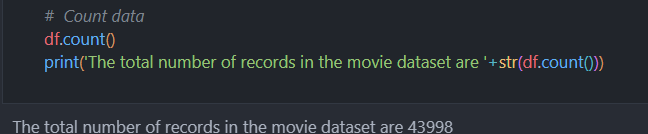 # Count data
df.count()
print('The total number of records in the movie dataset are '+str(df.count()))
The total number of records in the movie dataset are 43998